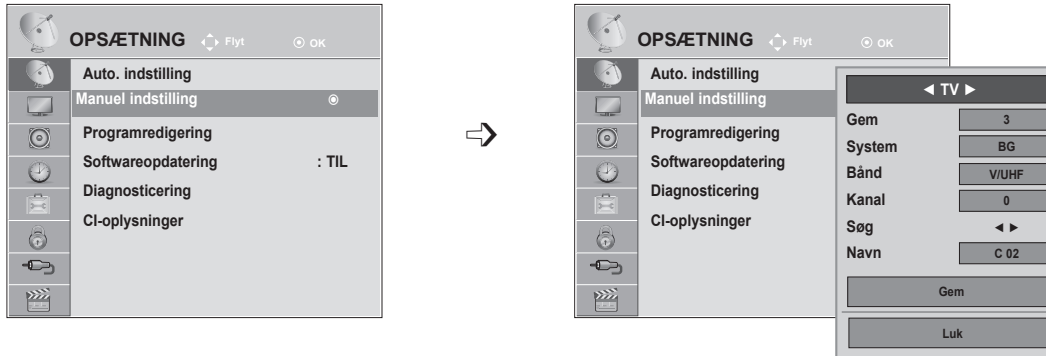 OPSÆTNING Flyt OK
Auto. indstilling
Manuel indstilling
Programredigering
Softwareopdatering : TIL
Diagnosticering
CI-oplysninger
OPSÆTNING Flyt OK
Auto. indstilling
Manuel indstilling
Programredigering
Softwareopdatering
Diagnosticering
CI-oplysninger
◀ TV ▶
Gem 3
System BG
Bånd V/UHF
Kanal 0
Søg ◀ ▶
Navn C 02
Gem
Luk